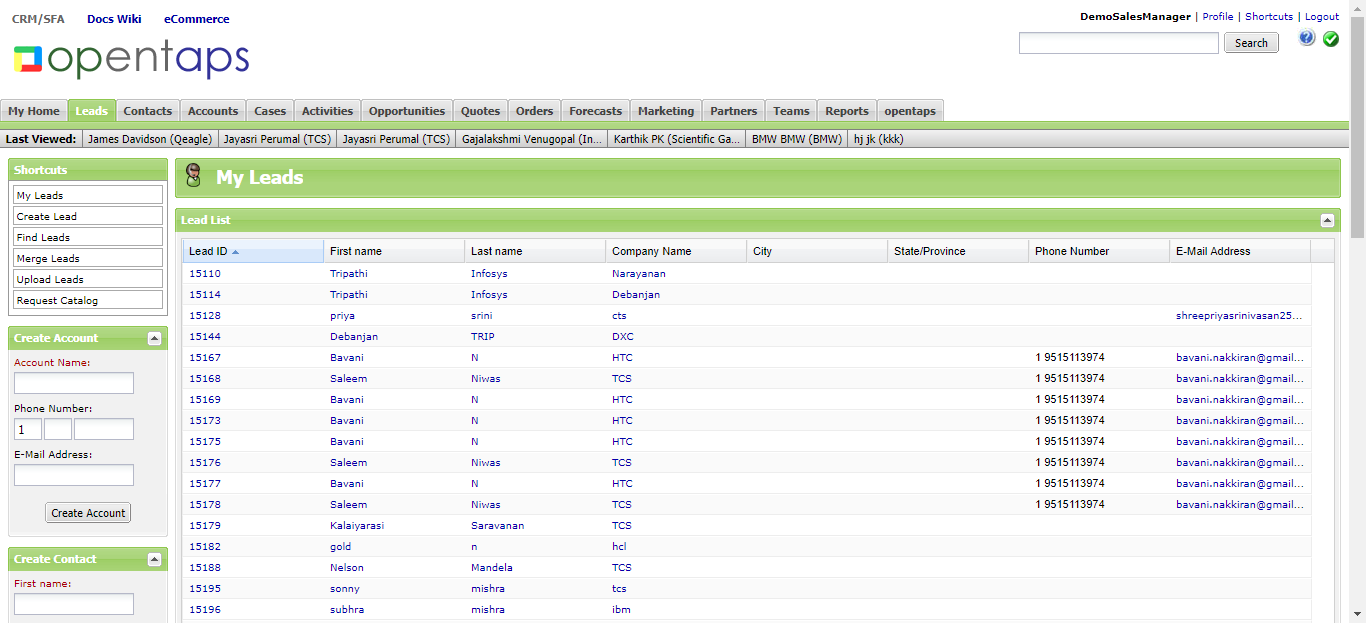 CRM/SFA Docs Wiki eCommerce
DemoSalesManager | Profile | Shortcuts | Logout
Search
opentaps
My Home Leads Contacts Accounts Cases Activities Opportunities Quotes Orders Forecasts Marketing Partners Teams Reports opentaps
Last Viewed: James Davidson (Qeagle) Jayasri Perumal (TCS) Jayasri Perumal (TCS) Gajalakshmi Venugopal (In... Karthik PK (Scientific Ga... BMW BMW (BMW) hj jk (kkk)
Shortcuts
My Leads
Create Lead
Find Leads
Merge Leads
Upload Leads
Request Catalog
Create Account
Account Name:
Phone Number:
1
E-Mail Address:
Create Account
Create Contact
First name:
My Leads
Lead List
Lead ID First name Last name Company Name City State/Province Phone Number E-Mail Address
15110 Tripathi Infosys Narayanan
15114 Tripathi Infosys Debanjan
15128 priya srini cts shreepriyasrinivasan25...
15144 Debanjan TRIP DXC
15167 Bavani N HTC 1 9515113974 bavani.nakkiran@gmail...
15168 Saleem Niwas TCS 1 9515113974 bavani.nakkiran@gmail...
15169 Bavani N HTC 1 9515113974 bavani.nakkiran@gmail...
15173 Bavani N HTC 1 9515113974 bavani.nakkiran@gmail...
15175 Bavani N HTC 1 9515113974 bavani.nakkiran@gmail...
15176 Saleem Niwas TCS 1 9515113974 bavani.nakkiran@gmail...
15177 Bavani N HTC 1 9515113974 bavani.nakkiran@gmail...
15178 Saleem Niwas TCS 1 9515113974 bavani.nakkiran@gmail...
15179 Kalaiyarasi Saravanan TCS
15182 gold n hcl
15188 Nelson Mandela TCS
15195 sonny mishra tcs
15196 subhra mishra ibm